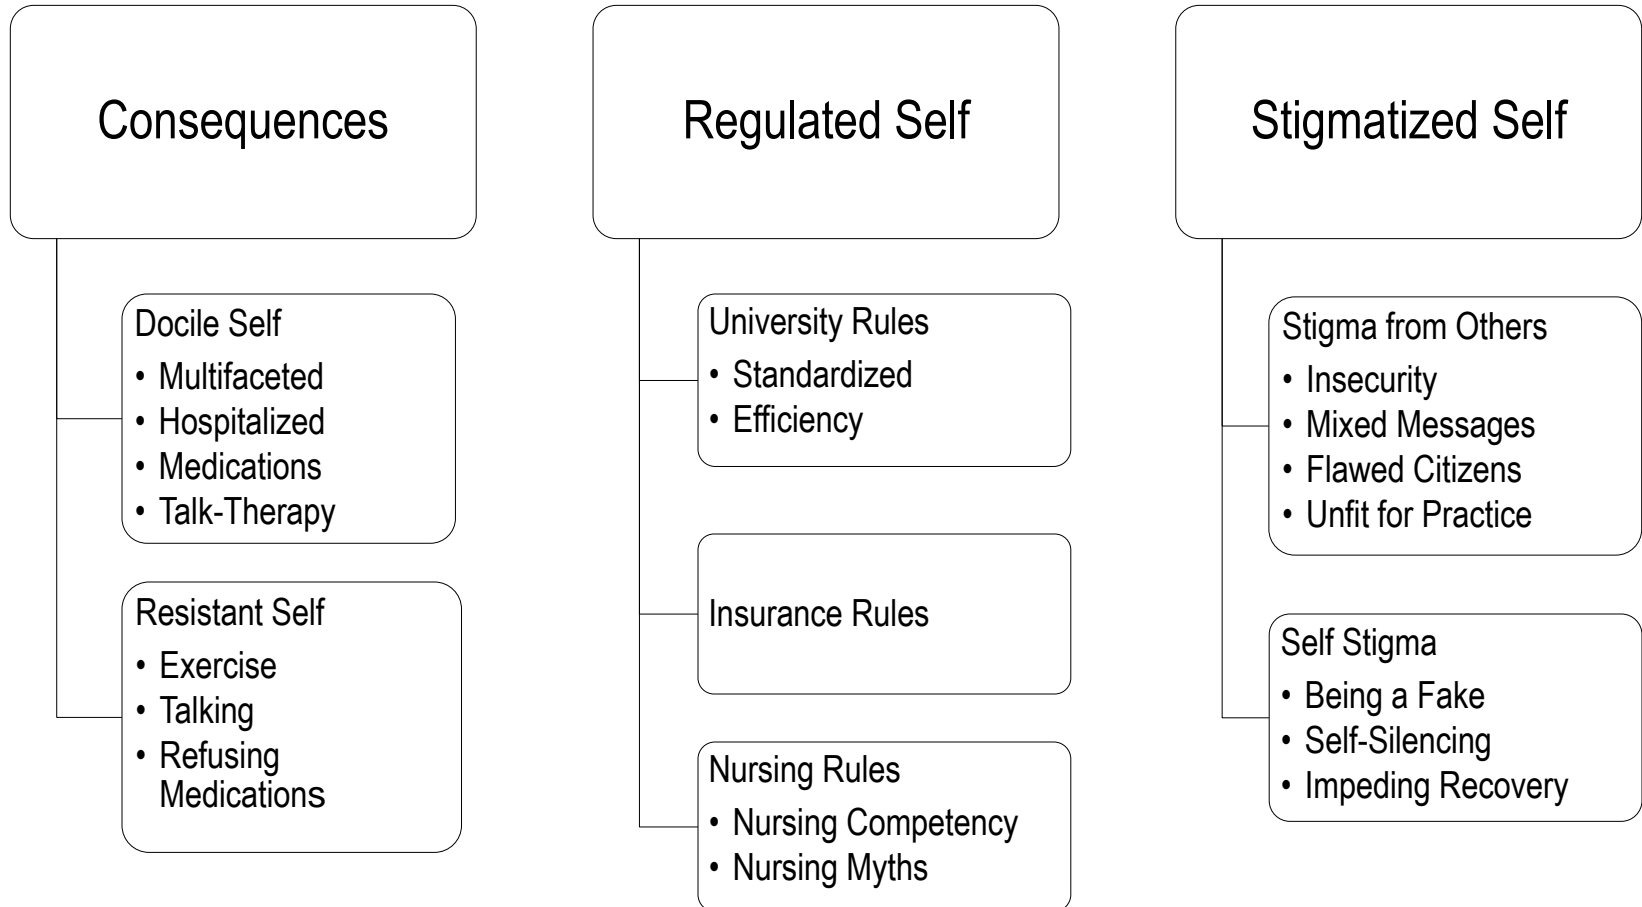 Consequences
Docile Self
• Multifaceted
• Hospitalized
• Medications
• Talk-Therapy
Resistant Self
• Exercise
• Talking
• Refusing
Medications
Regulated Self
University Rules
• Standardized
• Efficiency
Insurance Rules
Nursing Rules
• Nursing Competency
• Nursing Myths
Stigmatized Self
Stigma from Others
• Insecurity
• Mixed Messages
• Flawed Citizens
• Unfit for Practice
Self Stigma
• Being a Fake
• Self-Silencing
• Impeding Recovery